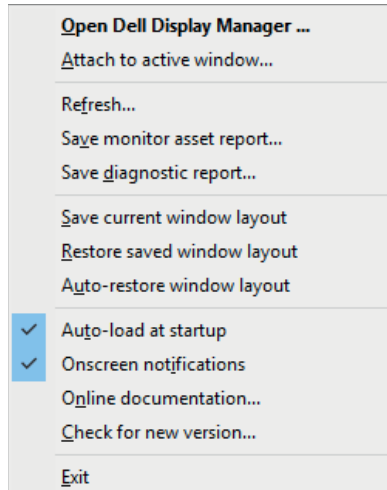 Open Dell Display Manager ...
Attach to active window...
Refresh...
Save monitor asset report...
Save diagnostic report...
Save current window layout
Restore saved window layout
Auto-restore window layout
Auto-load at startup
Onscreen notifications
Online documentation...
Check for new version...
Exit